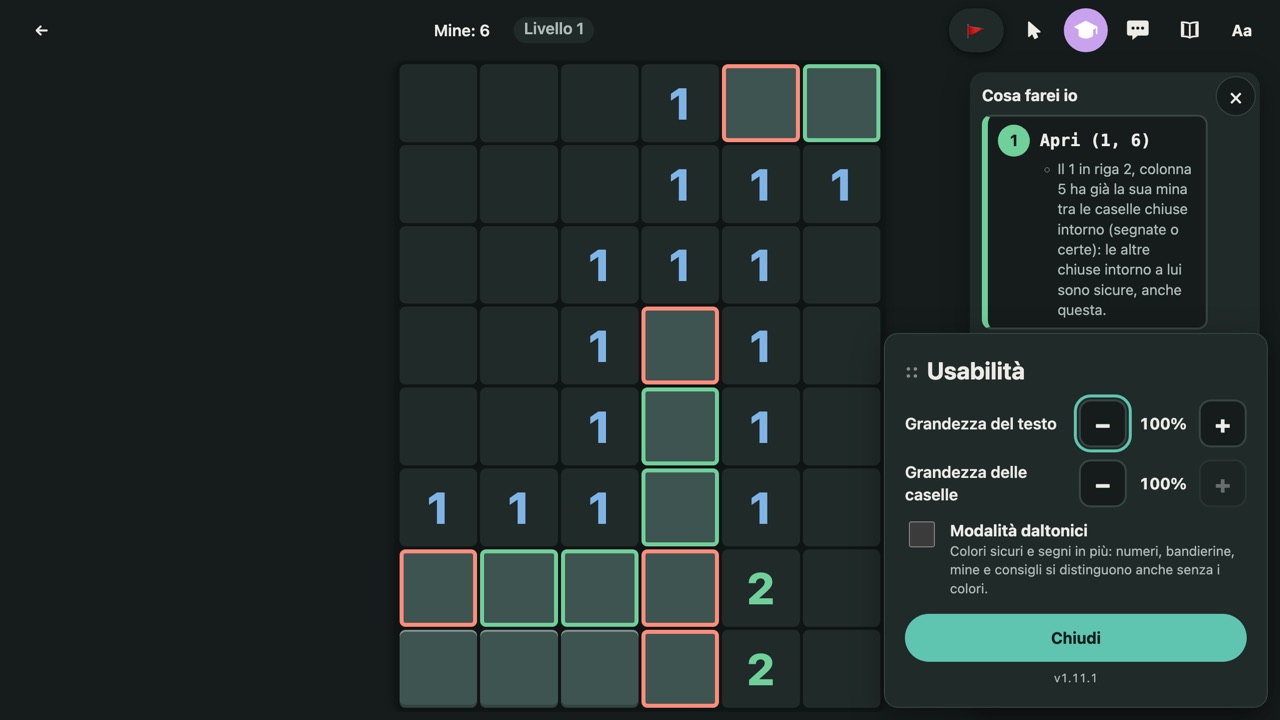 Mine: 6
Livello 1
Aa
Cosa farei io
1 Apri (1, 6)
Il 1 in riga 2, colonna
5 ha già la sua mina
tra le caselle chiuse
intorno (segnate o
certe): le altre
chiuse intorno a lui
sono sicure, anche
questa.
1
1 1 1
1 1 1
1 1
1 1
1 1 1 1
2
2
Usabilità
Grandezza del testo − 100% +
Grandezza delle
caselle − 100% +
Modalità daltonici
Colori sicuri e segni in più: numeri, bandierine,
mine e consigli si distinguono anche senza i
colori.
Chiudi
v1.11.1